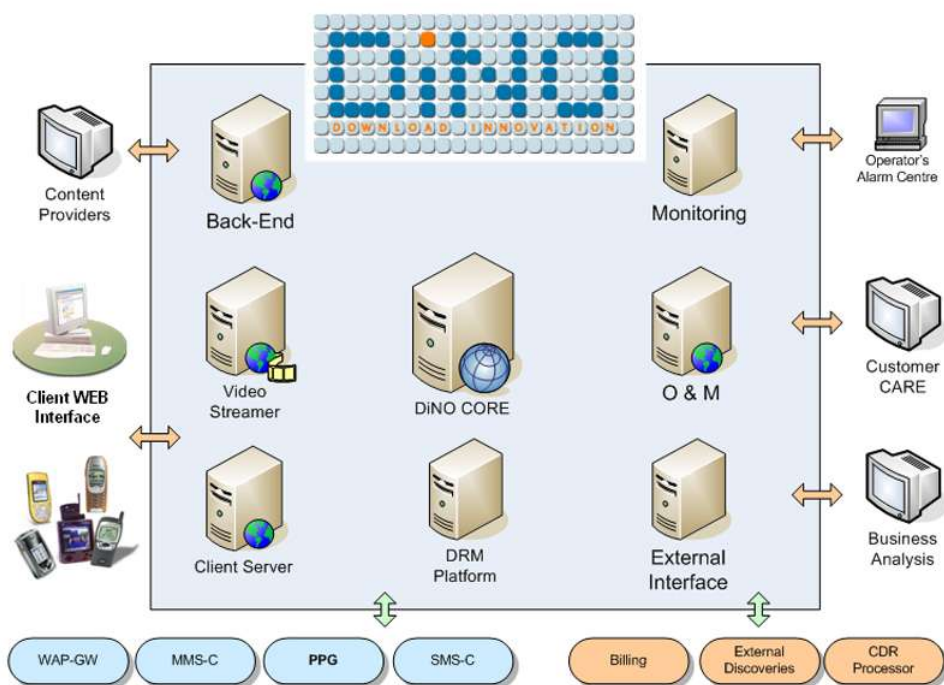 DiNO
DOWNLOAD INNOVATION
Content
Providers
Back-End
Monitoring
Operator's
Alarm Centre
Client WEB
Interface
Video
Streamer
DiNO CORE
O & M
Customer
CARE
Client Server
DRM
Platform
External
Interface
Business
Analysis
WAP-GW
MMS-C
PPG
SMS-C
Billing
External
Discoveries
CDR
Processor